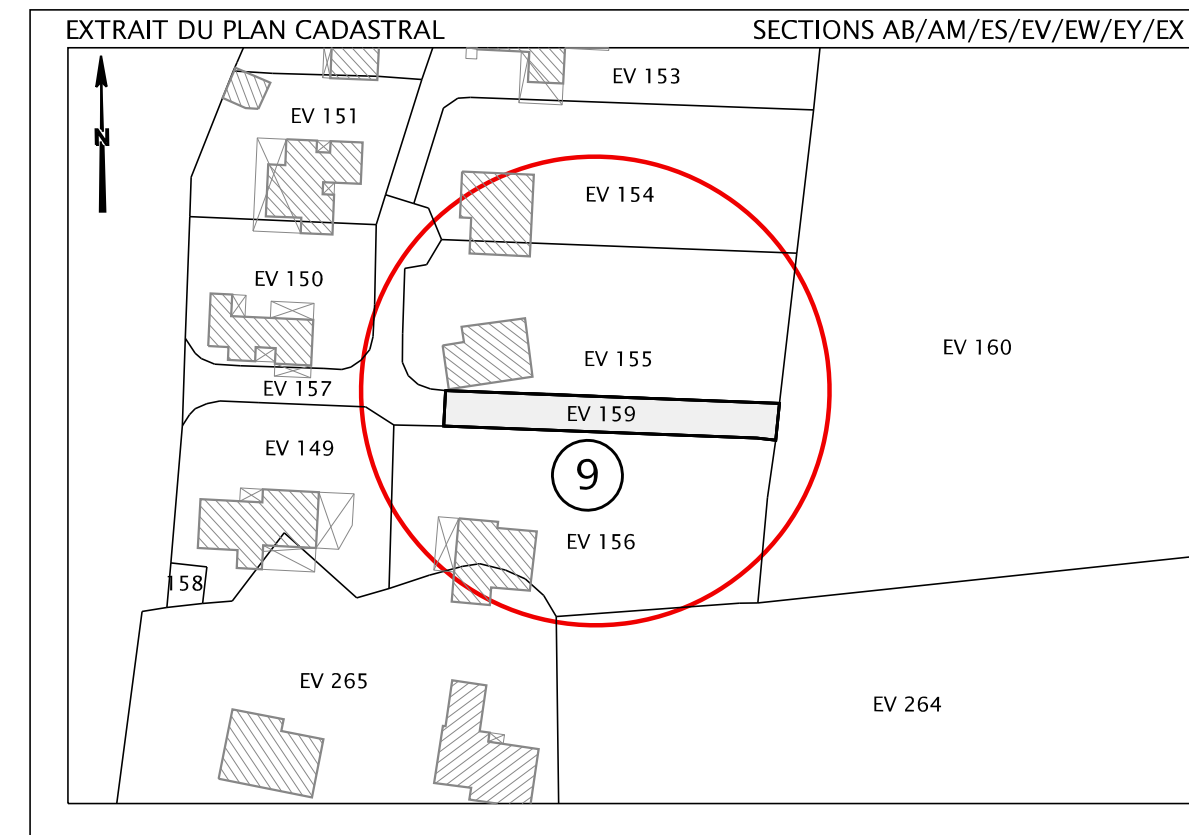 EXTRAIT DU PLAN CADASTRAL
SECTIONS AB/AM/ES/EV/EW/EY/EX
N
EV 153
EV 151
EV 154
EV 150
EV 160
EV 155
EV 157
EV 159
EV 149
9
EV 156
158
EV 265
EV 264